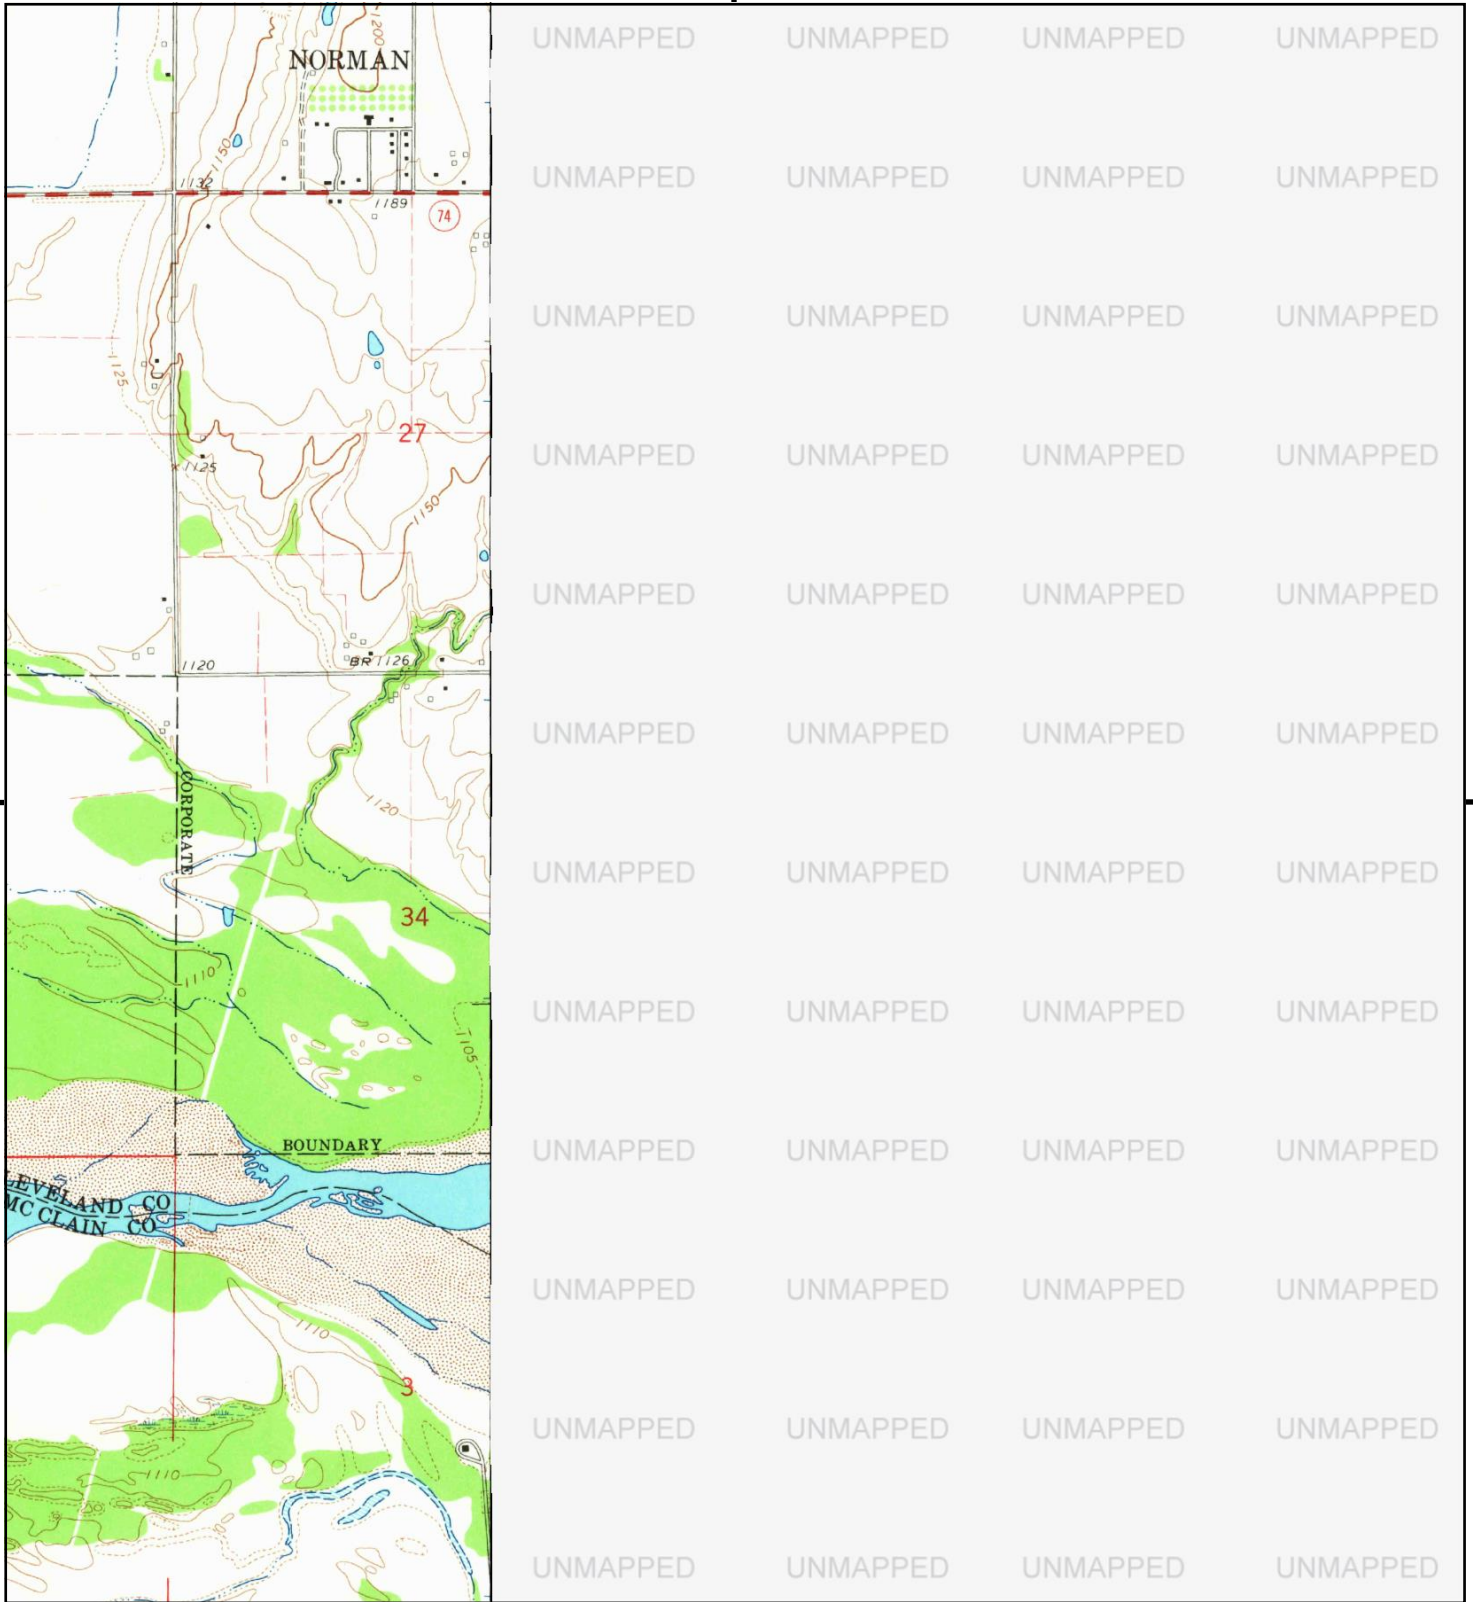 1200
UNMAPPED UNMAPPED UNMAPPED UNMAPPED
NORMAN
1150
UNMAPPED UNMAPPED UNMAPPED UNMAPPED
1132
1189
74
UNMAPPED UNMAPPED UNMAPPED UNMAPPED
1125
27
UNMAPPED UNMAPPED UNMAPPED UNMAPPED
× 1125
1150
UNMAPPED UNMAPPED UNMAPPED UNMAPPED
1120
BR 1126
UNMAPPED UNMAPPED UNMAPPED UNMAPPED
CORPORATE
1120
UNMAPPED UNMAPPED UNMAPPED UNMAPPED
34
1110
UNMAPPED UNMAPPED UNMAPPED UNMAPPED
1105
BOUNDARY
UNMAPPED UNMAPPED UNMAPPED UNMAPPED
LEVELAND CO
MC CLAIN CO
UNMAPPED UNMAPPED UNMAPPED UNMAPPED
1110
3
UNMAPPED UNMAPPED UNMAPPED UNMAPPED
1110
UNMAPPED UNMAPPED UNMAPPED UNMAPPED